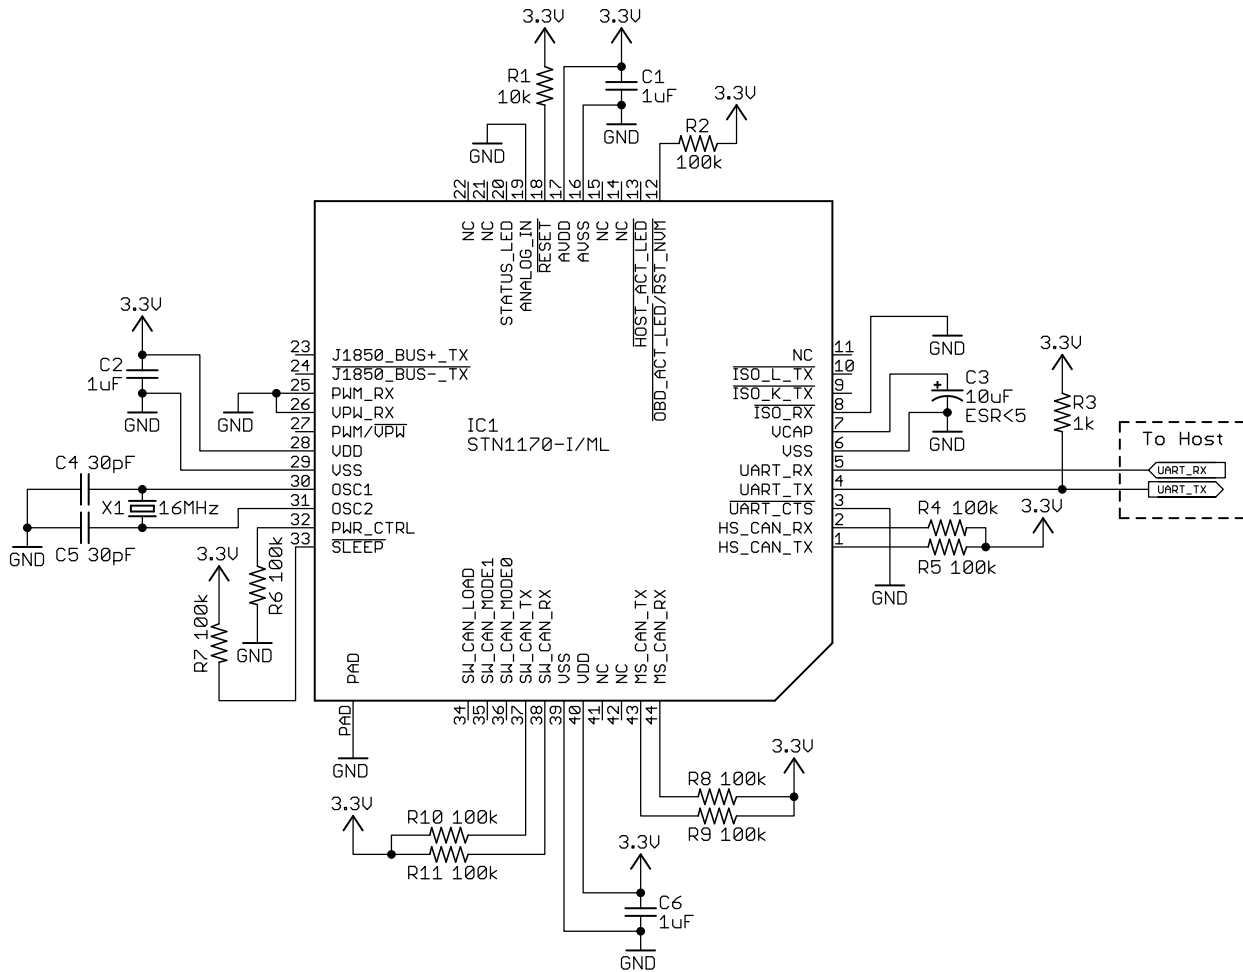 3.3V
3.3V
R1
10k
C1
1uF
GND
GND
3.3V
R2
100k
22
21
20
19
18
17
16
15
14
13
12
NC
NC
STATUS_LED
ANALOG_IN
RESET
AVDD
AVSS
NC
NC
HOST_ACT_LED
OBD_ACT_LED/RST_NVM
3.3V
C2
1uF
GND
GND
23
24
25
26
27
28
29
30
31
32
33
J1850_BUS+_TX
J1850_BUS-_TX
PWM_RX
VPW_RX
PWM/VPW
VDD
VSS
OSC1
OSC2
PWR_CTRL
SLEEP
IC1
STN1170-I/ML
NC
ISO_L_TX
ISO_K_TX
ISO_RX
VCAP
VSS
UART_RX
UART_TX
UART_CTS
HS_CAN_RX
HS_CAN_TX
11
10
9
8
7
6
5
4
3
2
1
GND
+
C3
10uF
ESR<5
GND
3.3V
R3
1k
To Host
UART_RX
UART_TX
3.3V
R4 100k
R5 100k
GND
C4 30pF
X1
16MHz
C5 30pF
GND
3.3V
R7 100k
R6 100k
GND
PAD
SW_CAN_LOAD
SW_CAN_MODE1
SW_CAN_MODE0
SW_CAN_TX
SW_CAN_RX
VSS
VDD
NC
NC
MS_CAN_TX
MS_CAN_RX
PAD
34
35
36
37
38
39
40
41
42
43
44
GND
3.3V
R10 100k
R11 100k
3.3V
R8 100k
R9 100k
3.3V
C6
1uF
GND